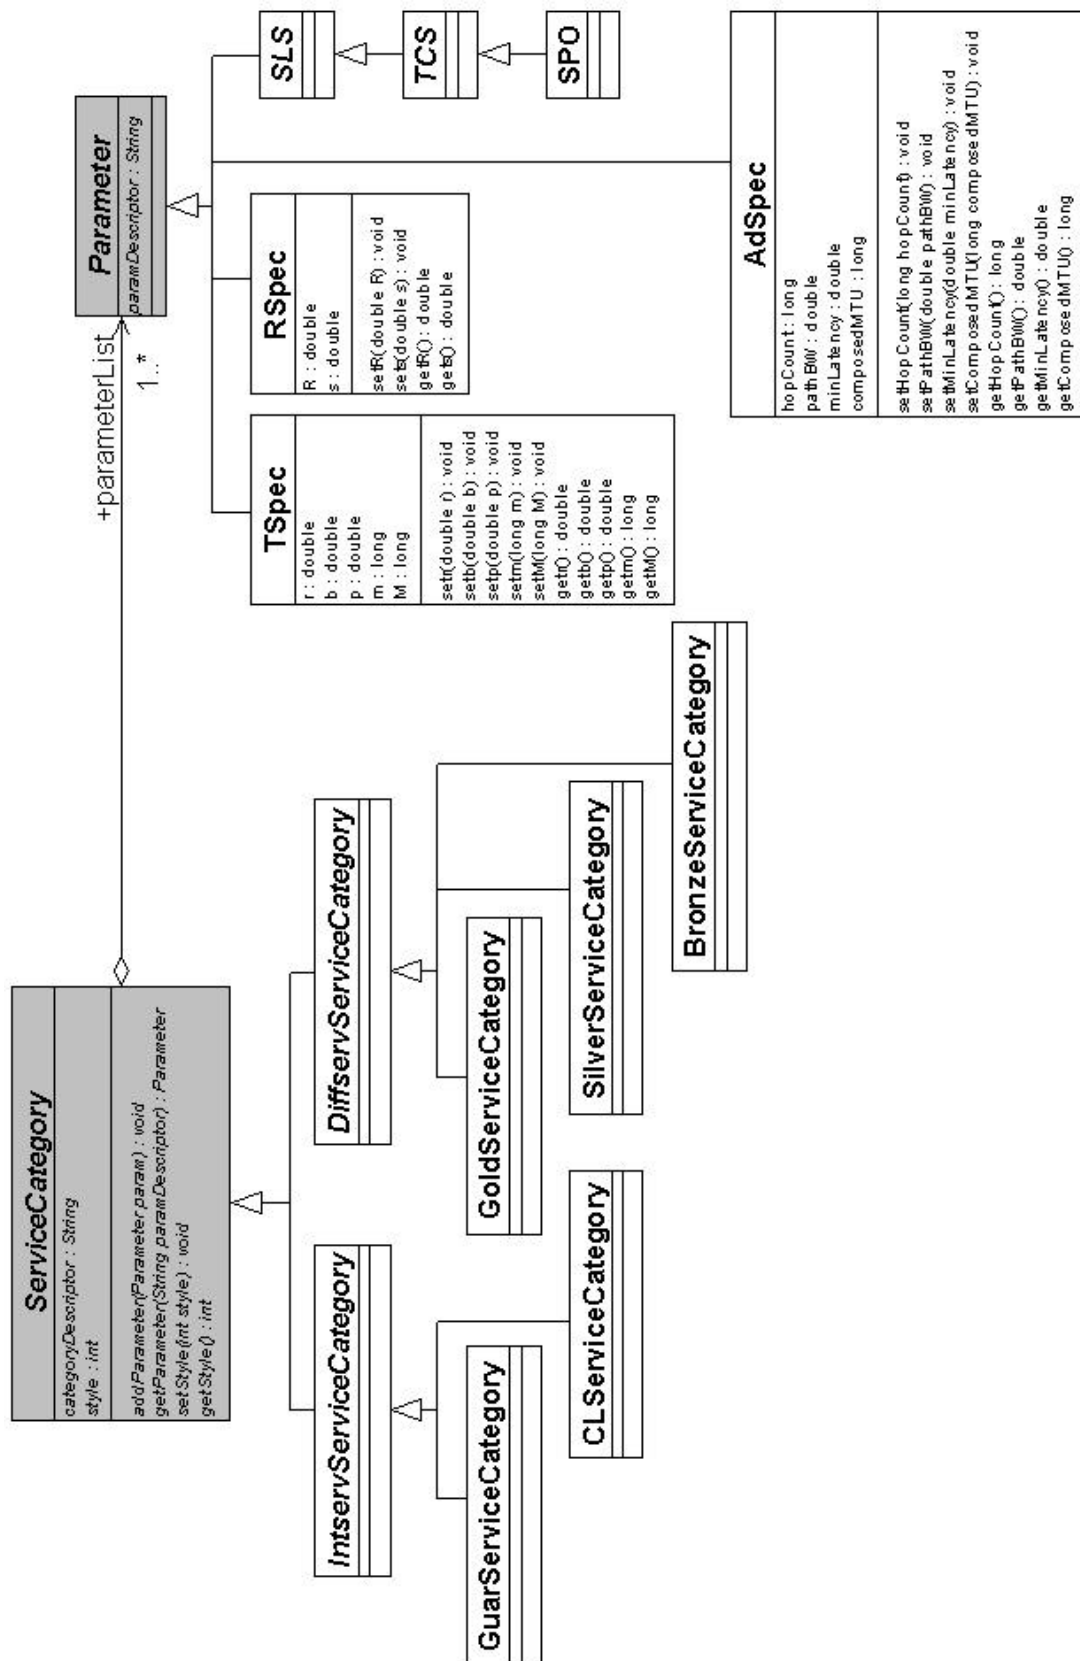 ServiceCategory
categoryDescriptor : String
style : int
addParameter(Parameter param) : void
getParameter(String paramDescriptor) : Parameter
setStyle(int style) : void
getStyle() : int
+parameterList
1..*
Parameter
paramDescriptor : String
IntservServiceCategory
DiffservServiceCategory
GuarServiceCategory
CLServiceCategory
GoldServiceCategory
SilverServiceCategory
BronzeServiceCategory
TSpec
r : double
b : double
p : double
m : long
M : long
setr(double r) : void
setb(double b) : void
setp(double p) : void
setm(long m) : void
setM(long M) : void
getr() : double
getb() : double
getp() : double
getm() : long
getM() : long
RSpec
R : double
s : double
setR(double R) : void
sets(double s) : void
getR() : double
gets() : double
SLS
TCS
SPO
AdSpec
hopCount : long
pathBW : double
minLatency : double
composedMTU : long
setHopCount(long hopCount) : void
setPathBW(double pathBW) : void
setMinLatency(double minLatency) : void
setComposedMTU(long composedMTU) : void
getHopCount() : long
getPathBW() : double
getMinLatency() : double
getComposedMTU() : long